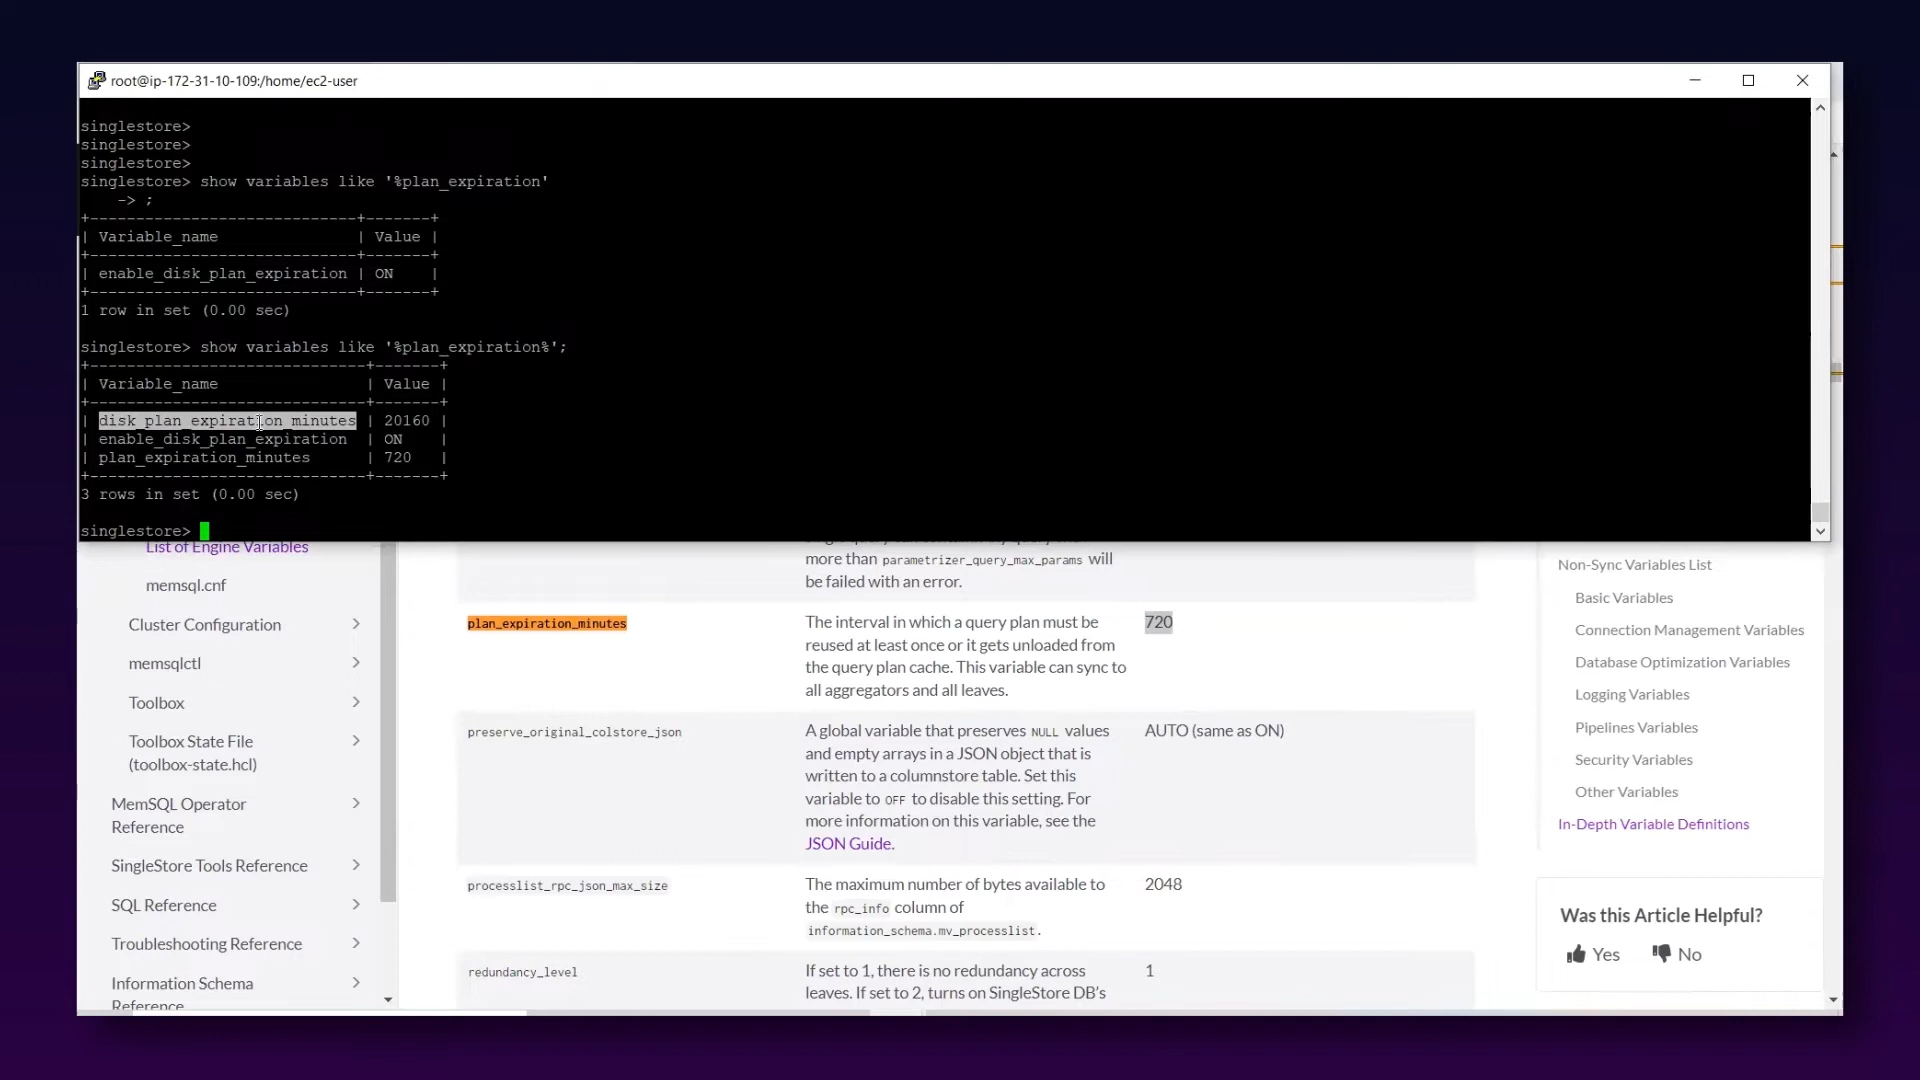 root@ip-172-31-10-109:/home/ec2-user
singlestore>
singlestore>
singlestore>
singlestore> show variables like '%plan_expiration'
    -> ;
+-----------------------------+-------+
| Variable_name               | Value |
+-----------------------------+-------+
| enable_disk_plan_expiration | ON    |
+-----------------------------+-------+
1 row in set (0.00 sec)
singlestore> show variables like '%plan_expiration%';
+------------------------------+-------+
| Variable_name                | Value |
+------------------------------+-------+
| disk_plan_expiration_minutes | 20160 |
| enable_disk_plan_expiration  | ON    |
| plan_expiration_minutes      | 720   |
+------------------------------+-------+
3 rows in set (0.00 sec)
singlestore>
List of Engine Variables
memsql.cnf
Cluster Configuration
memsqlctl
Toolbox
Toolbox State File
(toolbox-state.hcl)
MemSQL Operator
Reference
SingleStore Tools Reference
SQL Reference
Troubleshooting Reference
Information Schema
Reference
more than parametrizer_query_max_params will
be failed with an error.
plan_expiration_minutes
The interval in which a query plan must be
reused at least once or it gets unloaded from
the query plan cache. This variable can sync to
all aggregators and all leaves.
720
preserve_original_colstore_json
A global variable that preserves NULL values
and empty arrays in a JSON object that is
written to a columnstore table. Set this
variable to OFF to disable this setting. For
more information on this variable, see the
JSON Guide.
AUTO (same as ON)
processlist_rpc_json_max_size
The maximum number of bytes available to
the rpc_info column of
information_schema.mv_processlist.
2048
redundancy_level
If set to 1, there is no redundancy across
leaves. If set to 2, turns on SingleStore DB's
1
Non-Sync Variables List
Basic Variables
Connection Management Variables
Database Optimization Variables
Logging Variables
Pipelines Variables
Security Variables
Other Variables
In-Depth Variable Definitions
Was this Article Helpful?
Yes
No